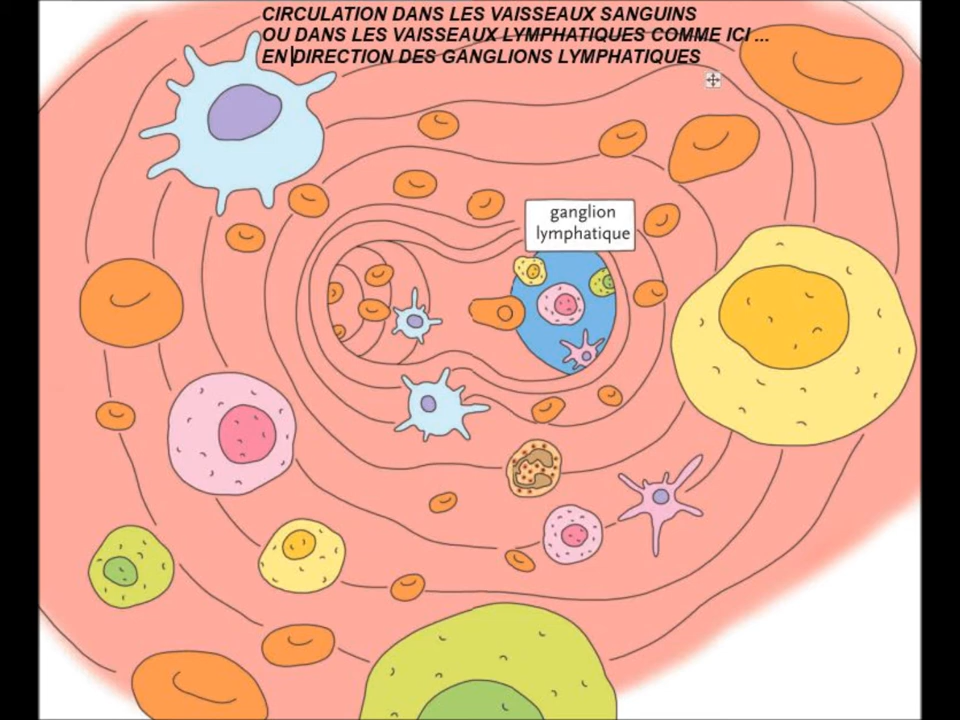 CIRCULATION DANS LES VAISSEAUX SANGUINS
OU DANS LES VAISSEAUX LYMPHATIQUES COMME ICI ...
EN DIRECTION DES GANGLIONS LYMPHATIQUES
ganglion
lymphatique